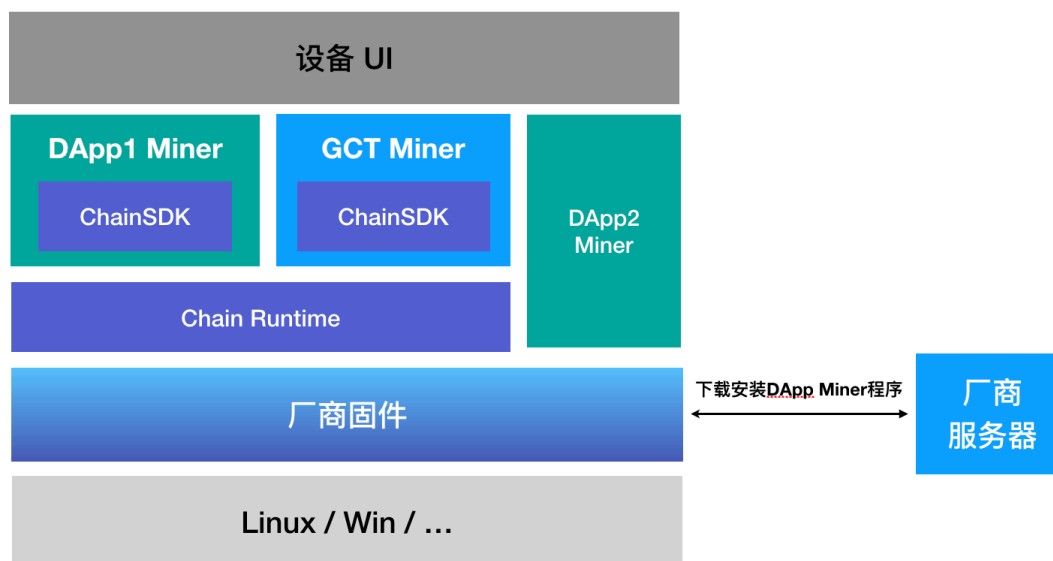 设备 UI
DApp1 Miner
ChainSDK
GCT Miner
ChainSDK
DApp2
Miner
Chain Runtime
厂商固件
下载安装DApp Miner程序
厂商
服务器
Linux / Win / …